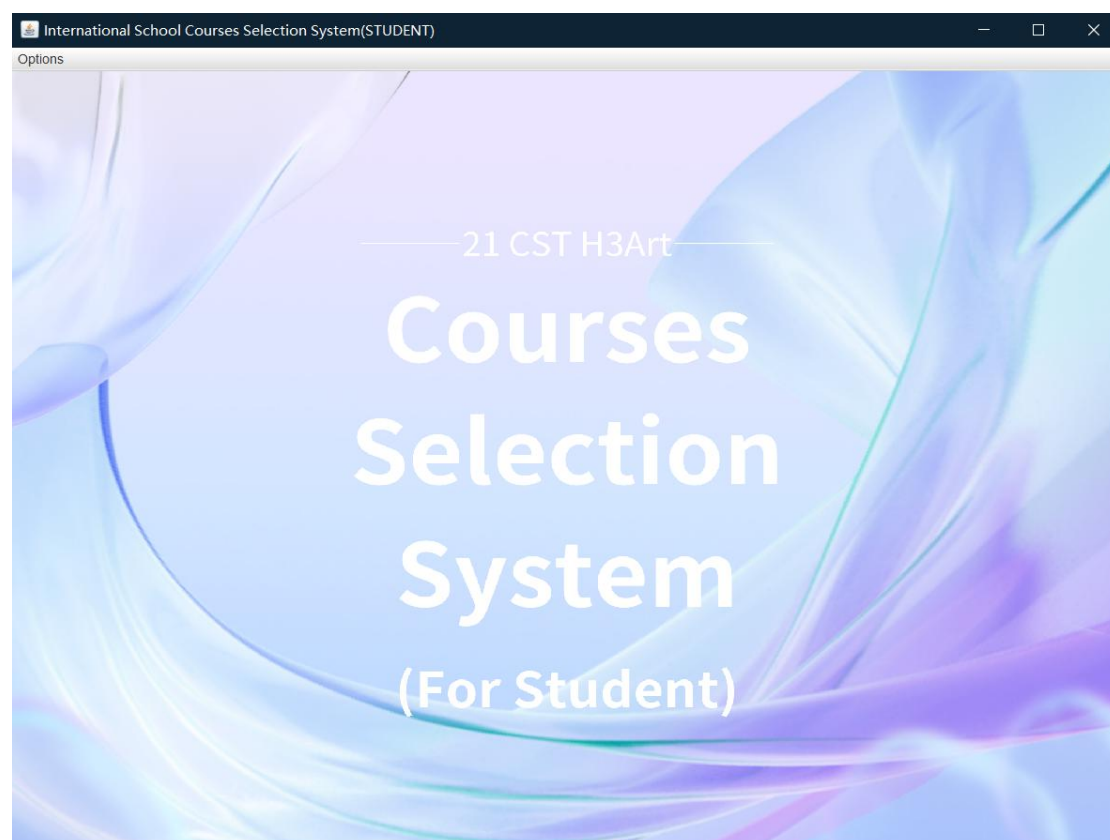 International School Courses Selection System(STUDENT)
Options
21 CST H3Art
Courses
Selection
System
(For Student)